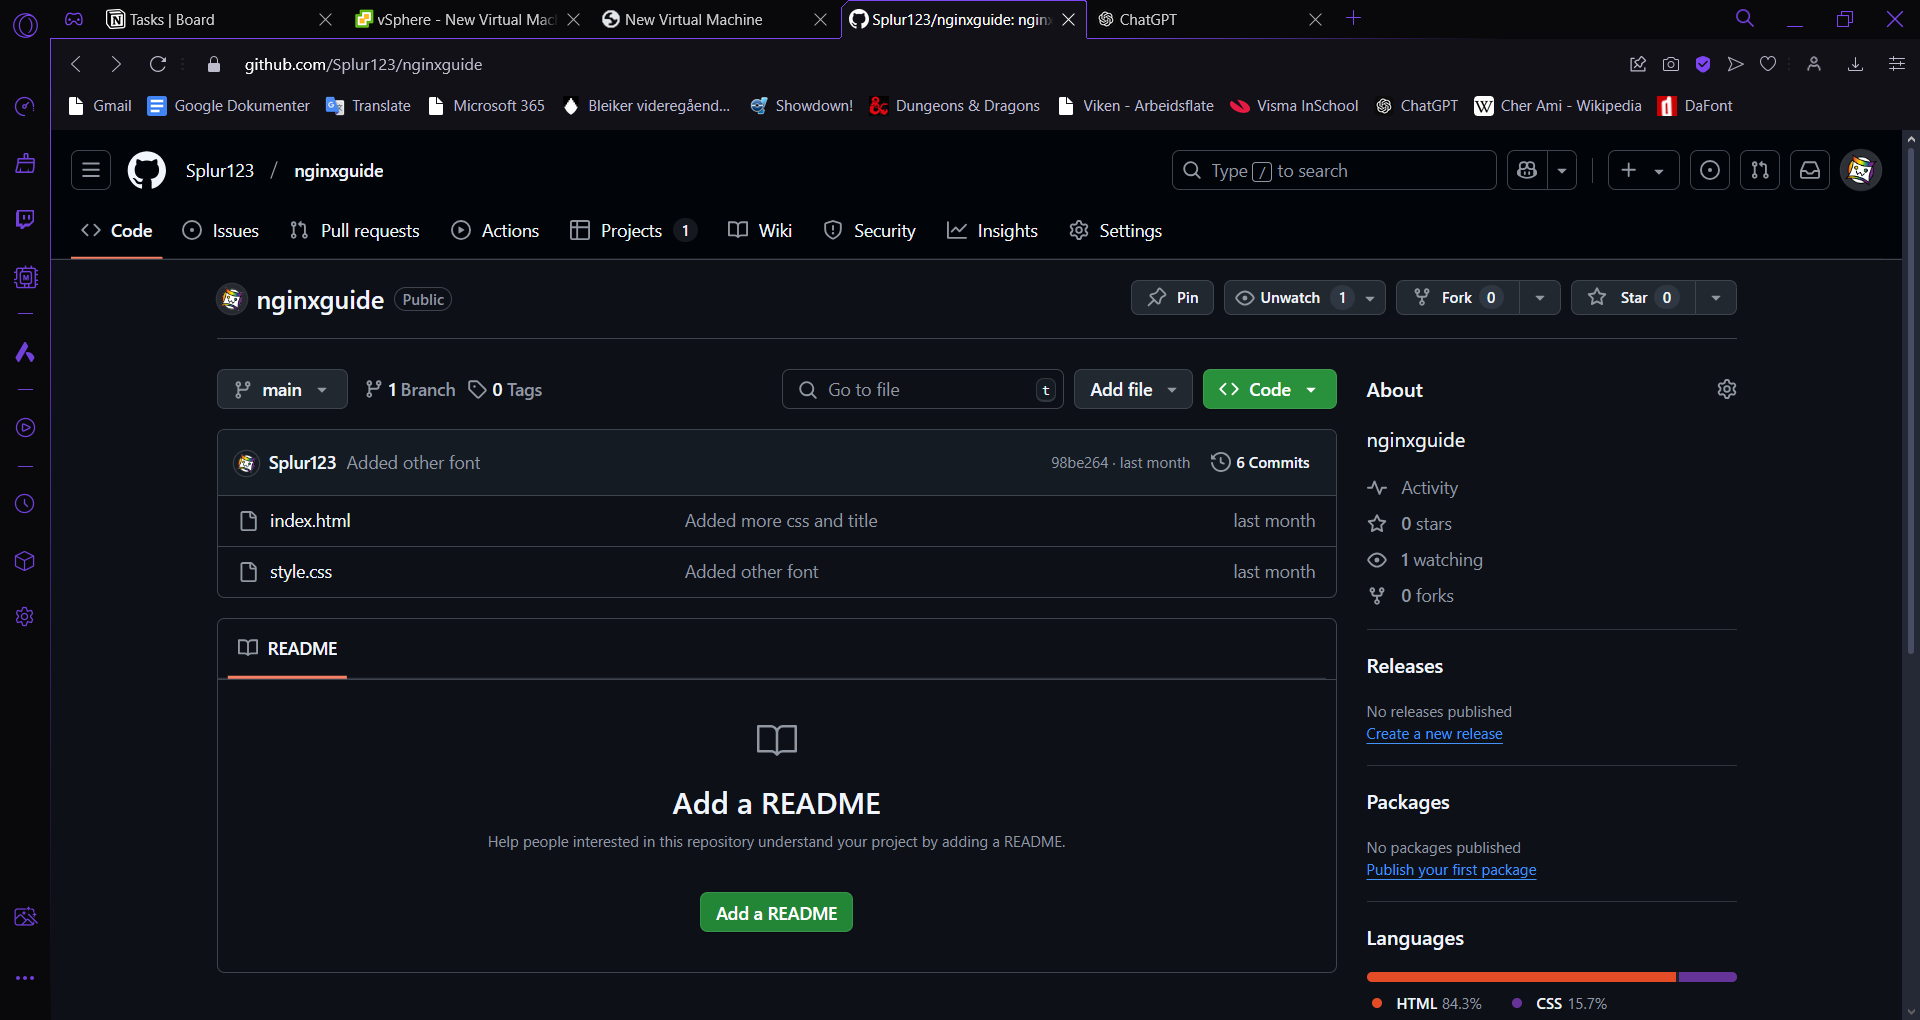 Tasks | Board
vSphere - New Virtual Mac
New Virtual Machine
Splur123/nginxguide: nginx
ChatGPT
github.com/Splur123/nginxguide
Gmail
Google Dokumenter
Translate
Microsoft 365
Bleiker videregåend...
Showdown!
Dungeons & Dragons
Viken - Arbeidsflate
Visma InSchool
ChatGPT
Cher Ami - Wikipedia
DaFont
Splur123 / nginxguide
Type / to search
Code
Issues
Pull requests
Actions
Projects 1
Wiki
Security
Insights
Settings
nginxguide Public
Pin
Unwatch 1
Fork 0
Star 0
main
1 Branch
0 Tags
Go to file t
Add file
Code
About
nginxguide
Splur123 Added other font
98be264 · last month
6 Commits
index.html Added more css and title last month
style.css Added other font last month
Activity
0 stars
1 watching
0 forks
README
Add a README
Help people interested in this repository understand your project by adding a README.
Add a README
Releases
No releases published
Create a new release
Packages
No packages published
Publish your first package
Languages
HTML 84.3% CSS 15.7%